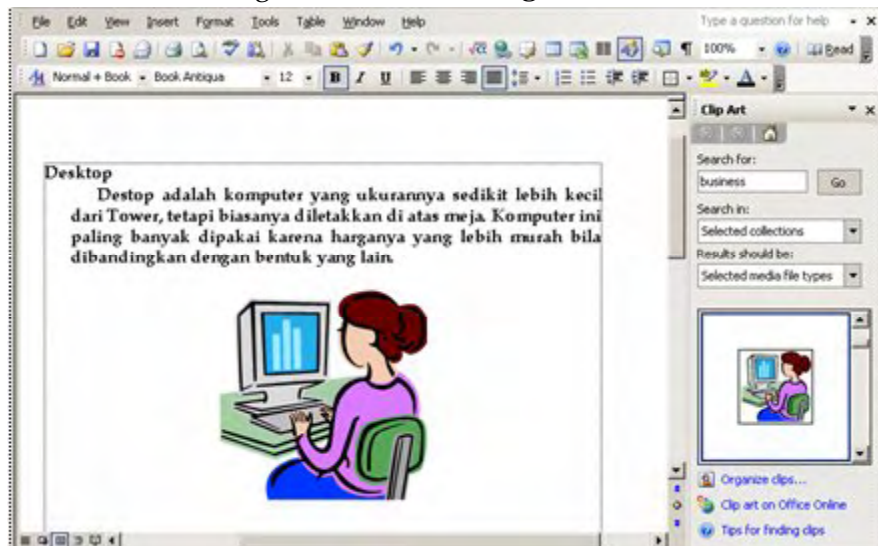 File Edit View Insert Format Tools Table Window Help Type a question for help
100% Read
Normal + Book Book Antiqua 12 B I U A
Clip Art
Search for:
business Go
Search in:
Selected collections
Results should be:
Selected media file types
Desktop
Destop adalah komputer yang ukurannya sedikit lebih kecil
dari Tower, tetapi biasanya diletakkan di atas meja. Komputer ini
paling banyak dipakai karena harganya yang lebih murah bila
dibandingkan dengan bentuk yang lain.
Organize clips...
Clip art on Office Online
Tips for finding clips